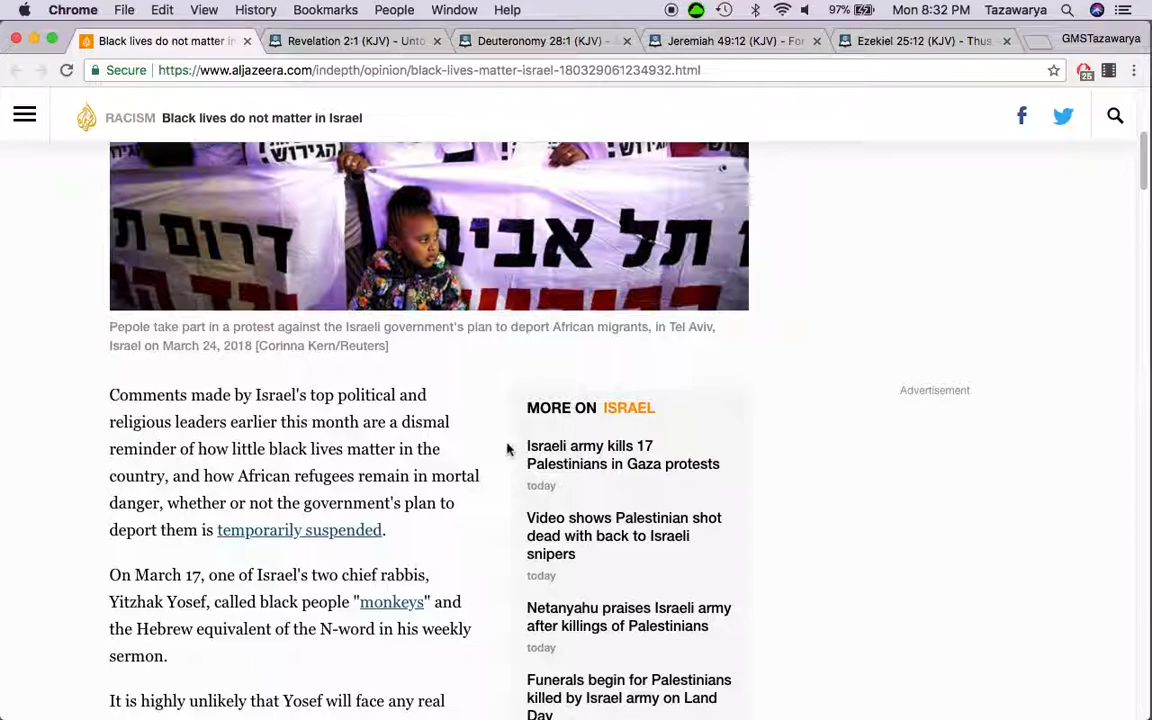 Chrome File Edit View History Bookmarks People Window Help 97% Mon 8:32 PM Tazawarya
Black lives do not matter in Revelation 2:1 (KJV) - Unto Deuteronomy 28:1 (KJV) - Jeremiah 49:12 (KJV) - For Ezekiel 25:12 (KJV) - Thus GMSTazawarya
Secure https://www.aljazeera.com/indepth/opinion/black-lives-matter-israel-180329061234932.html 25
RACISM Black lives do not matter in Israel
תל אביב
דרום
Pepole take part in a protest against the Israeli government's plan to deport African migrants, in Tel Aviv,
Israel on March 24, 2018 [Corinna Kern/Reuters]
Advertisement
Comments made by Israel's top political and
religious leaders earlier this month are a dismal
reminder of how little black lives matter in the
country, and how African refugees remain in mortal
danger, whether or not the government's plan to
deport them is temporarily suspended.
On March 17, one of Israel's two chief rabbis,
Yitzhak Yosef, called black people "monkeys" and
the Hebrew equivalent of the N-word in his weekly
sermon.
It is highly unlikely that Yosef will face any real
MORE ON ISRAEL
Israeli army kills 17
Palestinians in Gaza protests
today
Video shows Palestinian shot
dead with back to Israeli
snipers
today
Netanyahu praises Israeli army
after killings of Palestinians
today
Funerals begin for Palestinians
killed by Israel army on Land
Day